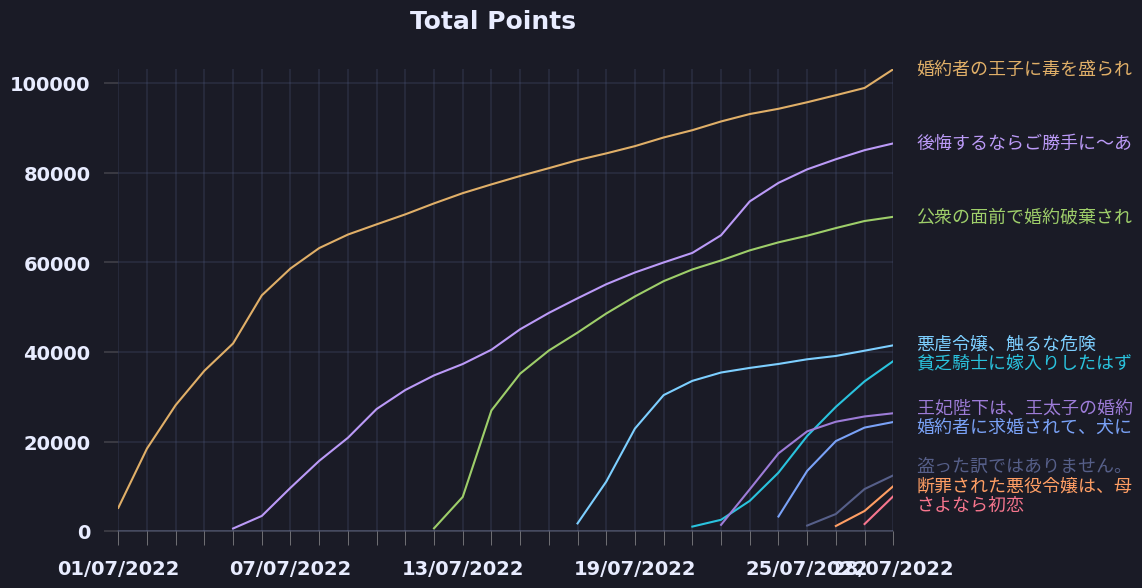 Total Points
100000
80000
60000
40000
20000
0
01/07/2022
07/07/2022
13/07/2022
19/07/2022
25/07/2022
28/07/2022
婚約者の王子に毒を盛られ
後悔するならご勝手に〜あ
公衆の面前で婚約破棄され
悪虐令嬢、触るな危険
貧乏騎士に嫁入りしたはず
王妃陛下は、王太子の婚約
婚約者に求婚されて、犬に
盗った訳ではありません。
断罪された悪役令嬢は、母
さよなら初恋